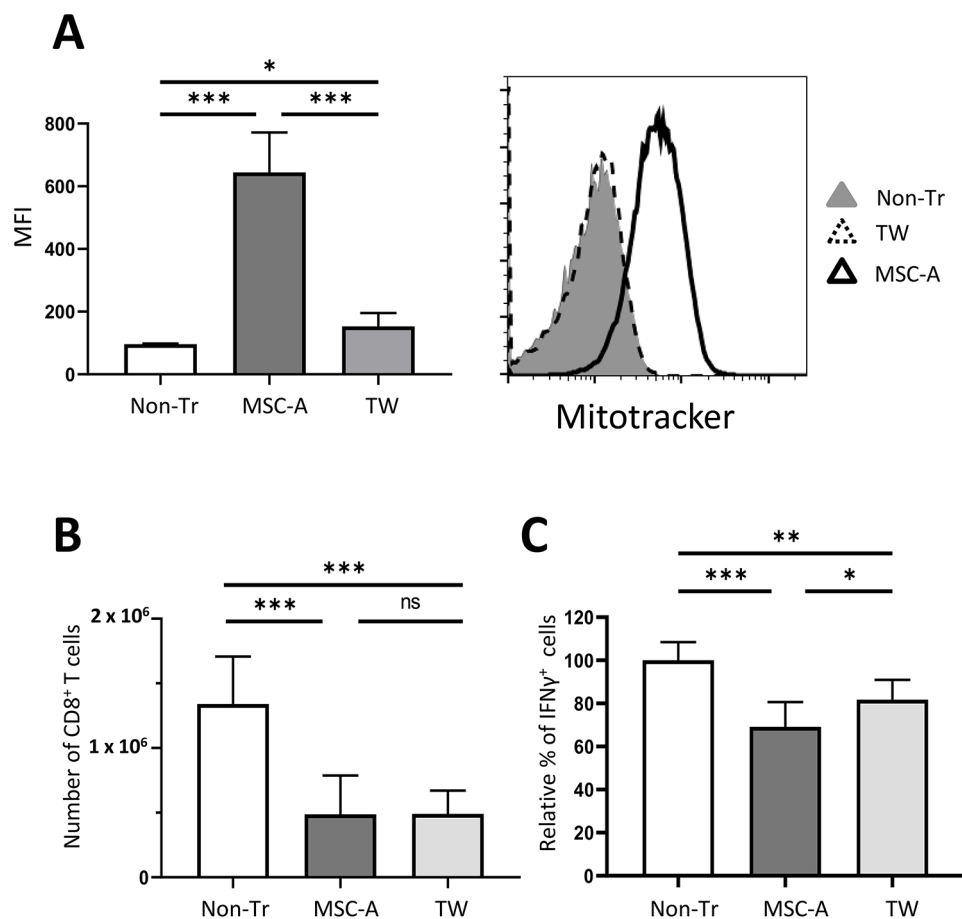 A
*
*** ***
800
600
400
200
0
MFI
Non-Tr MSC-A TW
Mitotracker
Non-Tr
TW
MSC-A
B
***
*** ns
2 x 10⁶
1 x 10⁶
0
Number of CD8⁺ T cells
Non-Tr MSC-A TW
C
**
*** *
120
100
80
60
40
20
0
Relative % of IFNγ⁺ cells
Non-Tr MSC-A TW